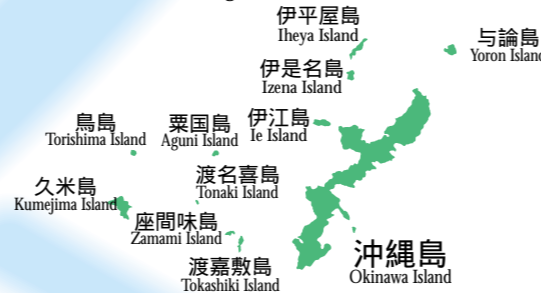 伊平屋島
Iheya Island
与論島
Yoron Island
伊是名島
Izena Island
伊江島
Ie Island
鳥島
Torishima Island
粟国島
Aguni Island
渡名喜島
Tonaki Island
久米島
Kumejima Island
座間味島
Zamami Island
渡嘉敷島
Tokashiki Island
沖縄島
Okinawa Island